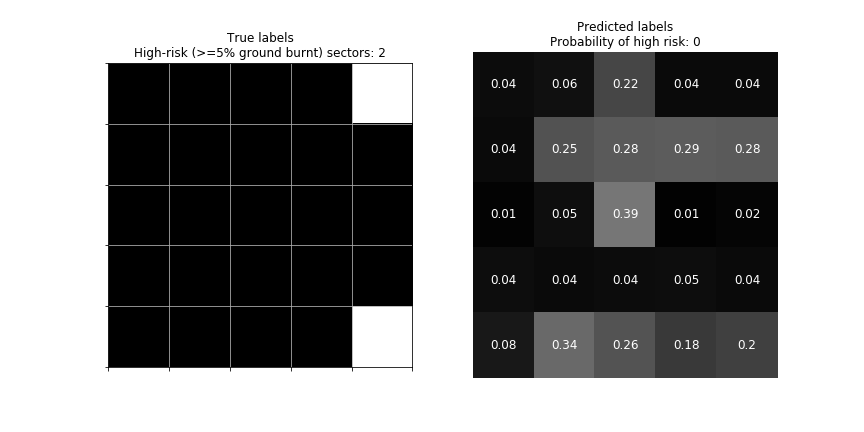 True labels
High-risk (>=5% ground burnt) sectors: 2
Predicted labels
Probability of high risk: 0
0.04 0.06 0.22 0.04 0.04
0.04 0.25 0.28 0.29 0.28
0.01 0.05 0.39 0.01 0.02
0.04 0.04 0.04 0.05 0.04
0.08 0.34 0.26 0.18 0.2